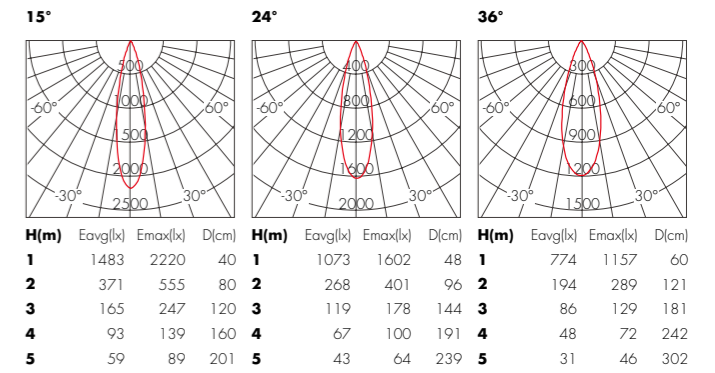 15° 24° 36°
500 400 300
1000 800 600
-60° 60° -60° 60° -60° 60°
1500 1200 900
2000 1600 1200
-30° 30° -30° 30° -30° 30°
2500 2000 1500
H(m) Eavg(lx) Emax(lx) D(cm) H(m) Eavg(lx) Emax(lx) D(cm) H(m) Eavg(lx) Emax(lx) D(cm)
1 1483 2220 40 1 1073 1602 48 1 774 1157 60
2 371 555 80 2 268 401 96 2 194 289 121
3 165 247 120 3 119 178 144 3 86 129 181
4 93 139 160 4 67 100 191 4 48 72 242
5 59 89 201 5 43 64 239 5 31 46 302